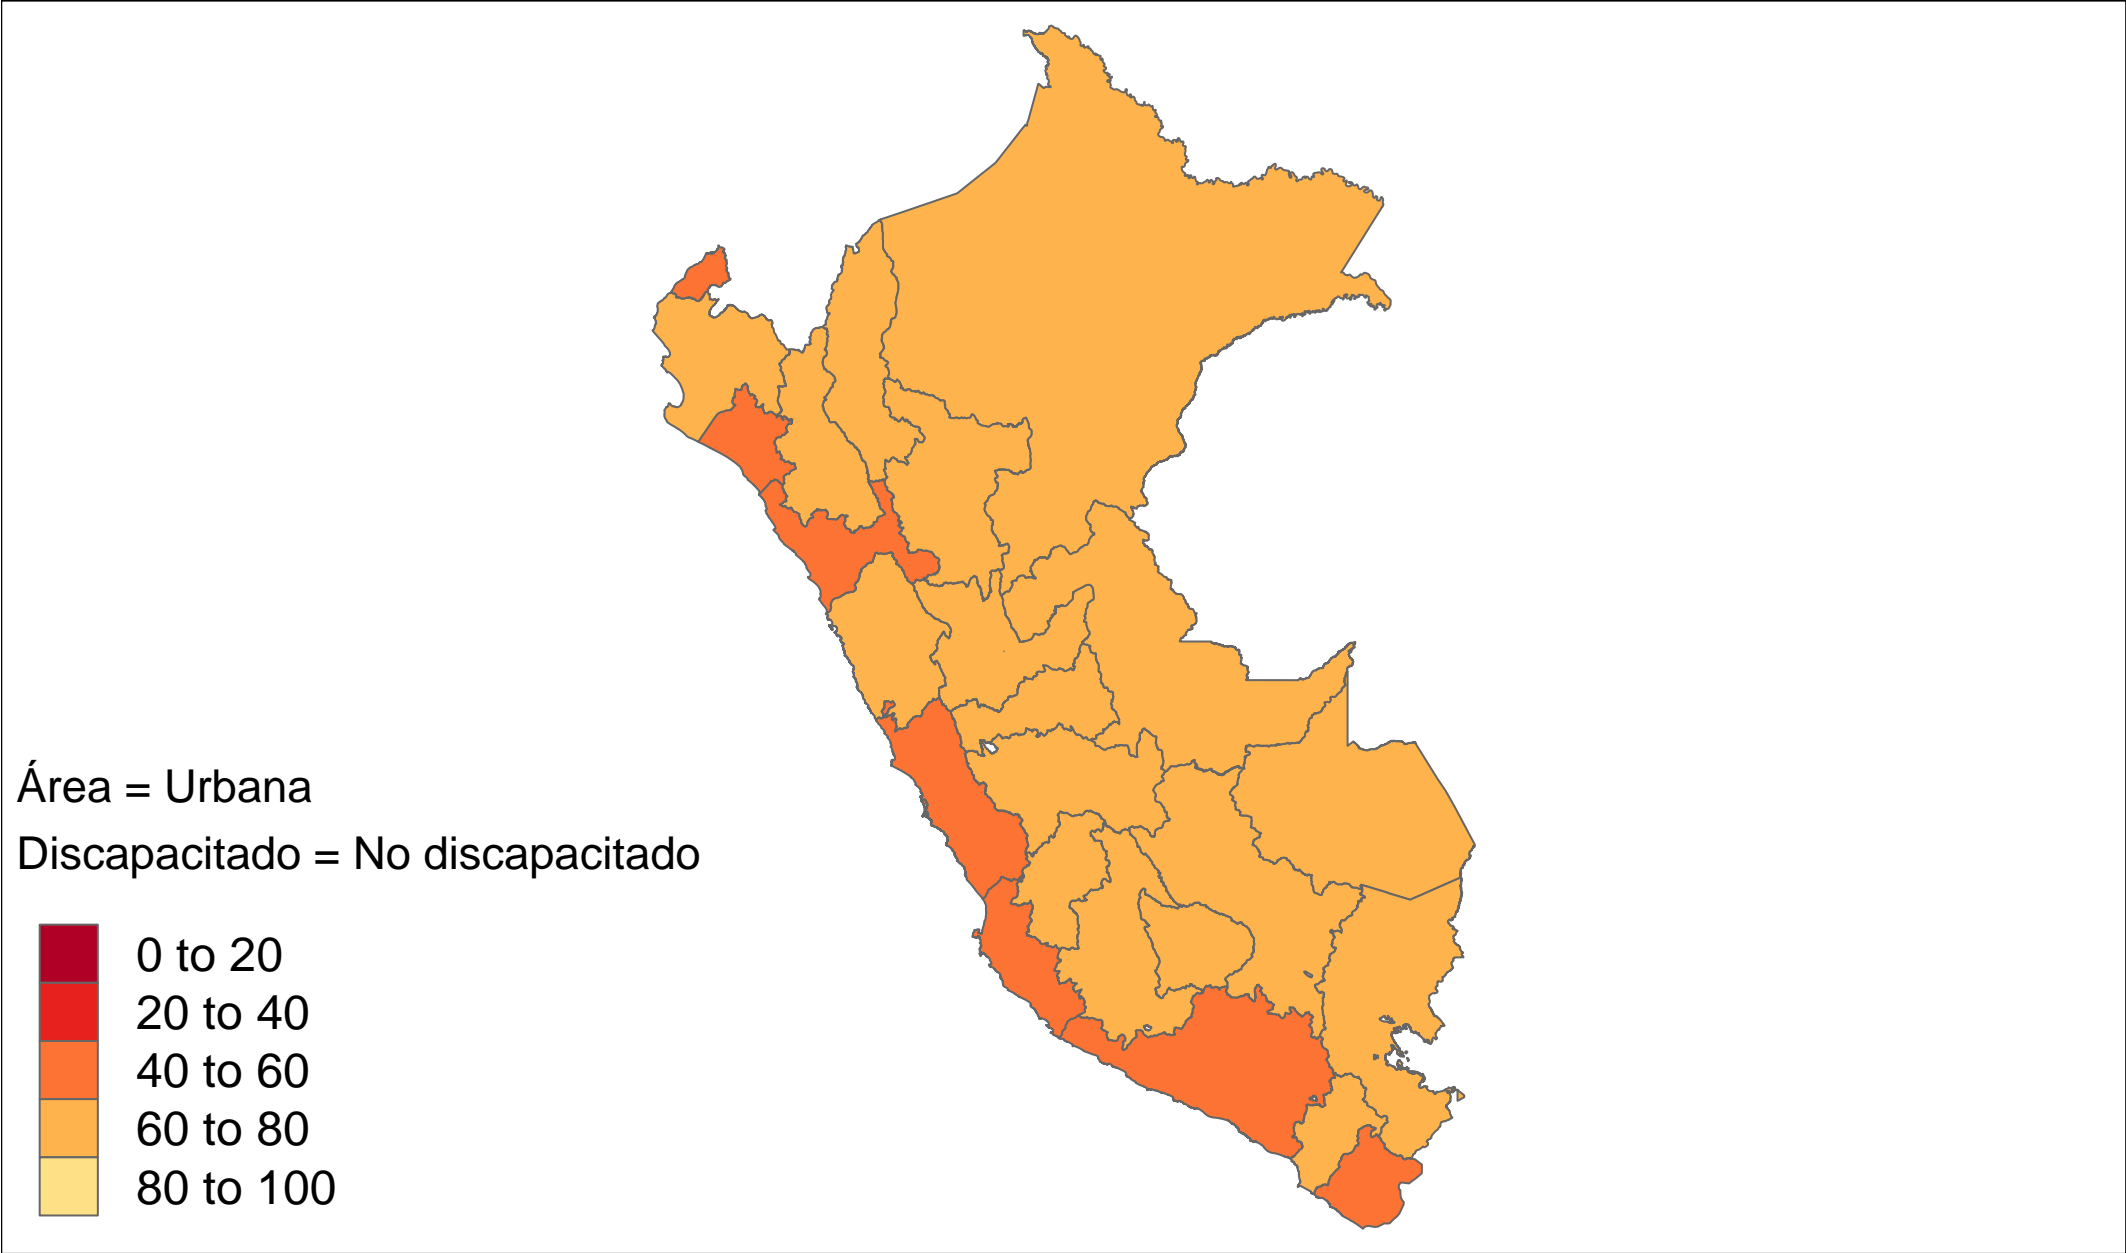 Área = Urbana
Discapacitado = No discapacitado
0 to 20
20 to 40
40 to 60
60 to 80
80 to 100